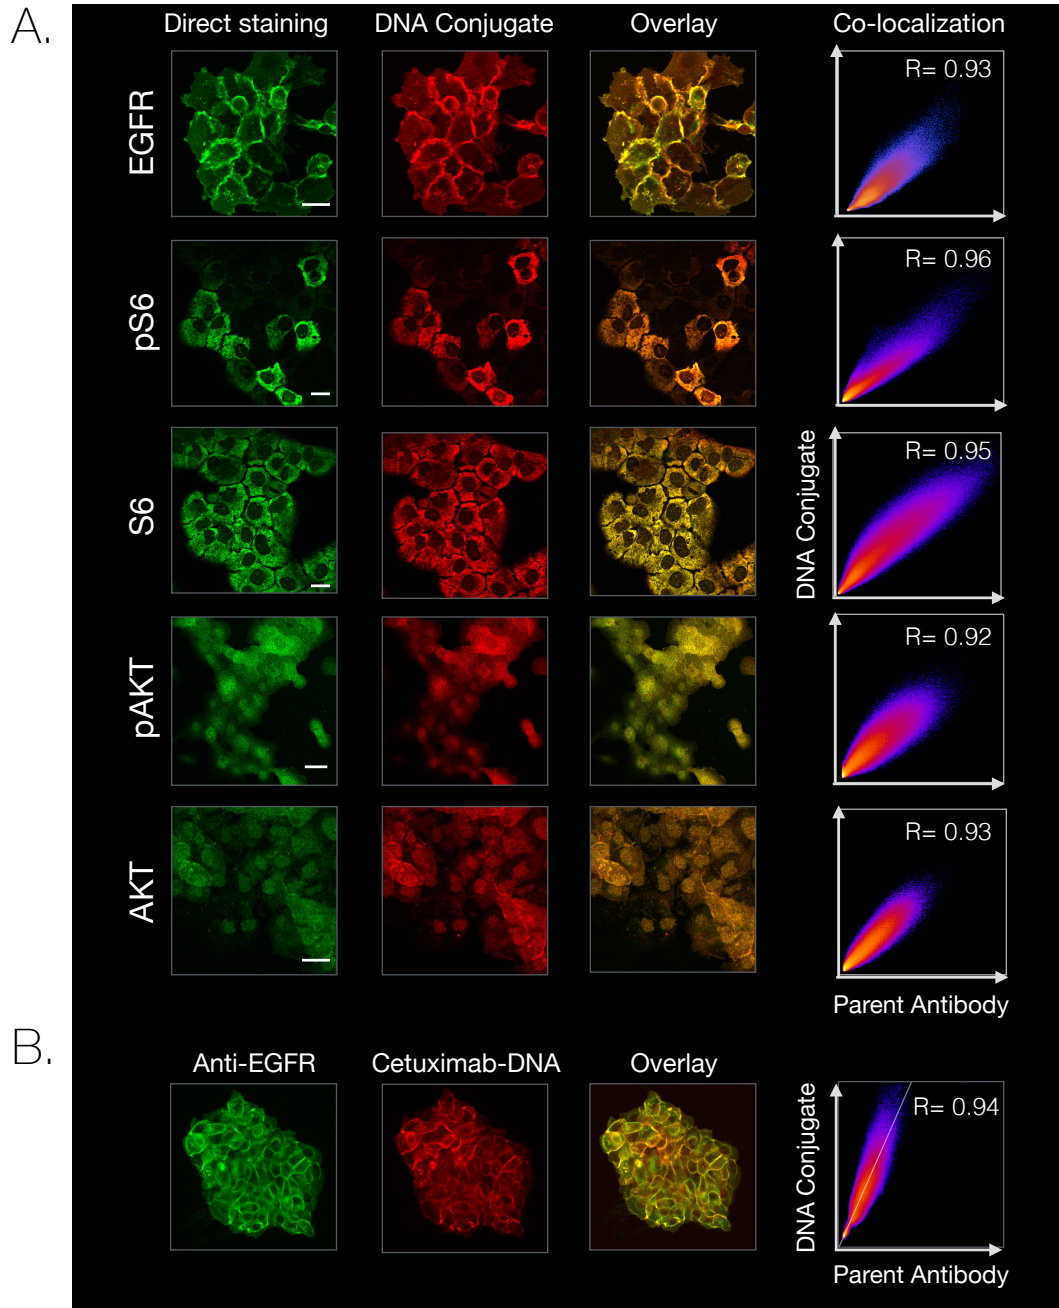 A.
Direct staining DNA Conjugate Overlay Co-localization
EGFR
R= 0.93
pS6
R= 0.96
S6
DNA Conjugate
R= 0.95
pAKT
R= 0.92
AKT
R= 0.93
Parent Antibody
B.
Anti-EGFR Cetuximab-DNA Overlay
DNA Conjugate
R= 0.94
Parent Antibody